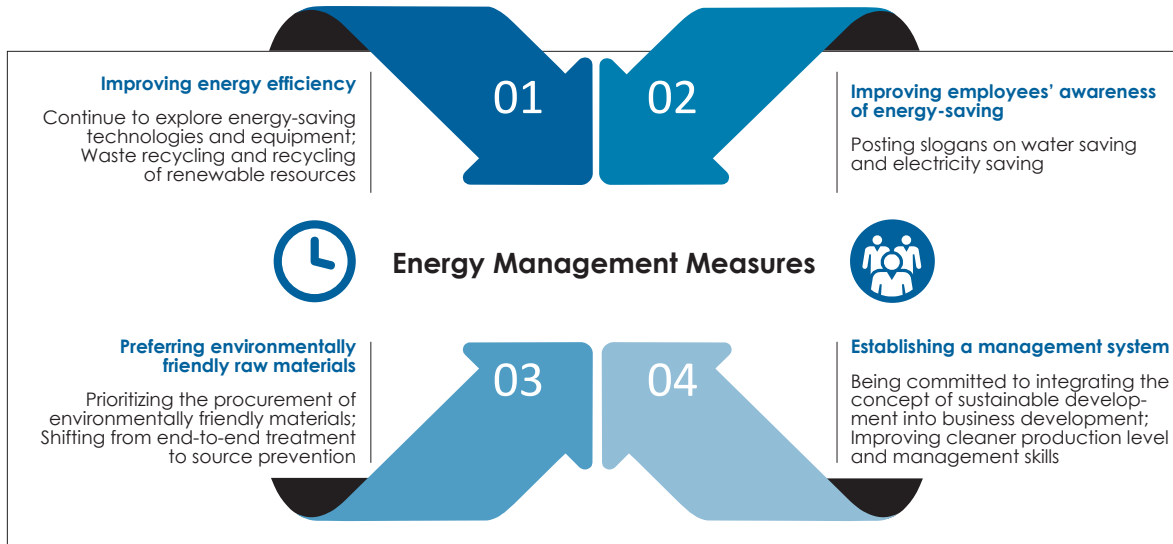 01
Improving energy efficiency
Continue to explore energy-saving
technologies and equipment;
Waste recycling and recycling
of renewable resources
02
Improving employees’ awareness
of energy-saving
Posting slogans on water saving
and electricity saving
Energy Management Measures
03
Preferring environmentally
friendly raw materials
Prioritizing the procurement of
environmentally friendly materials;
Shifting from end-to-end treatment
to source prevention
04
Establishing a management system
Being committed to integrating the
concept of sustainable develop-
ment into business development;
Improving cleaner production level
and management skills